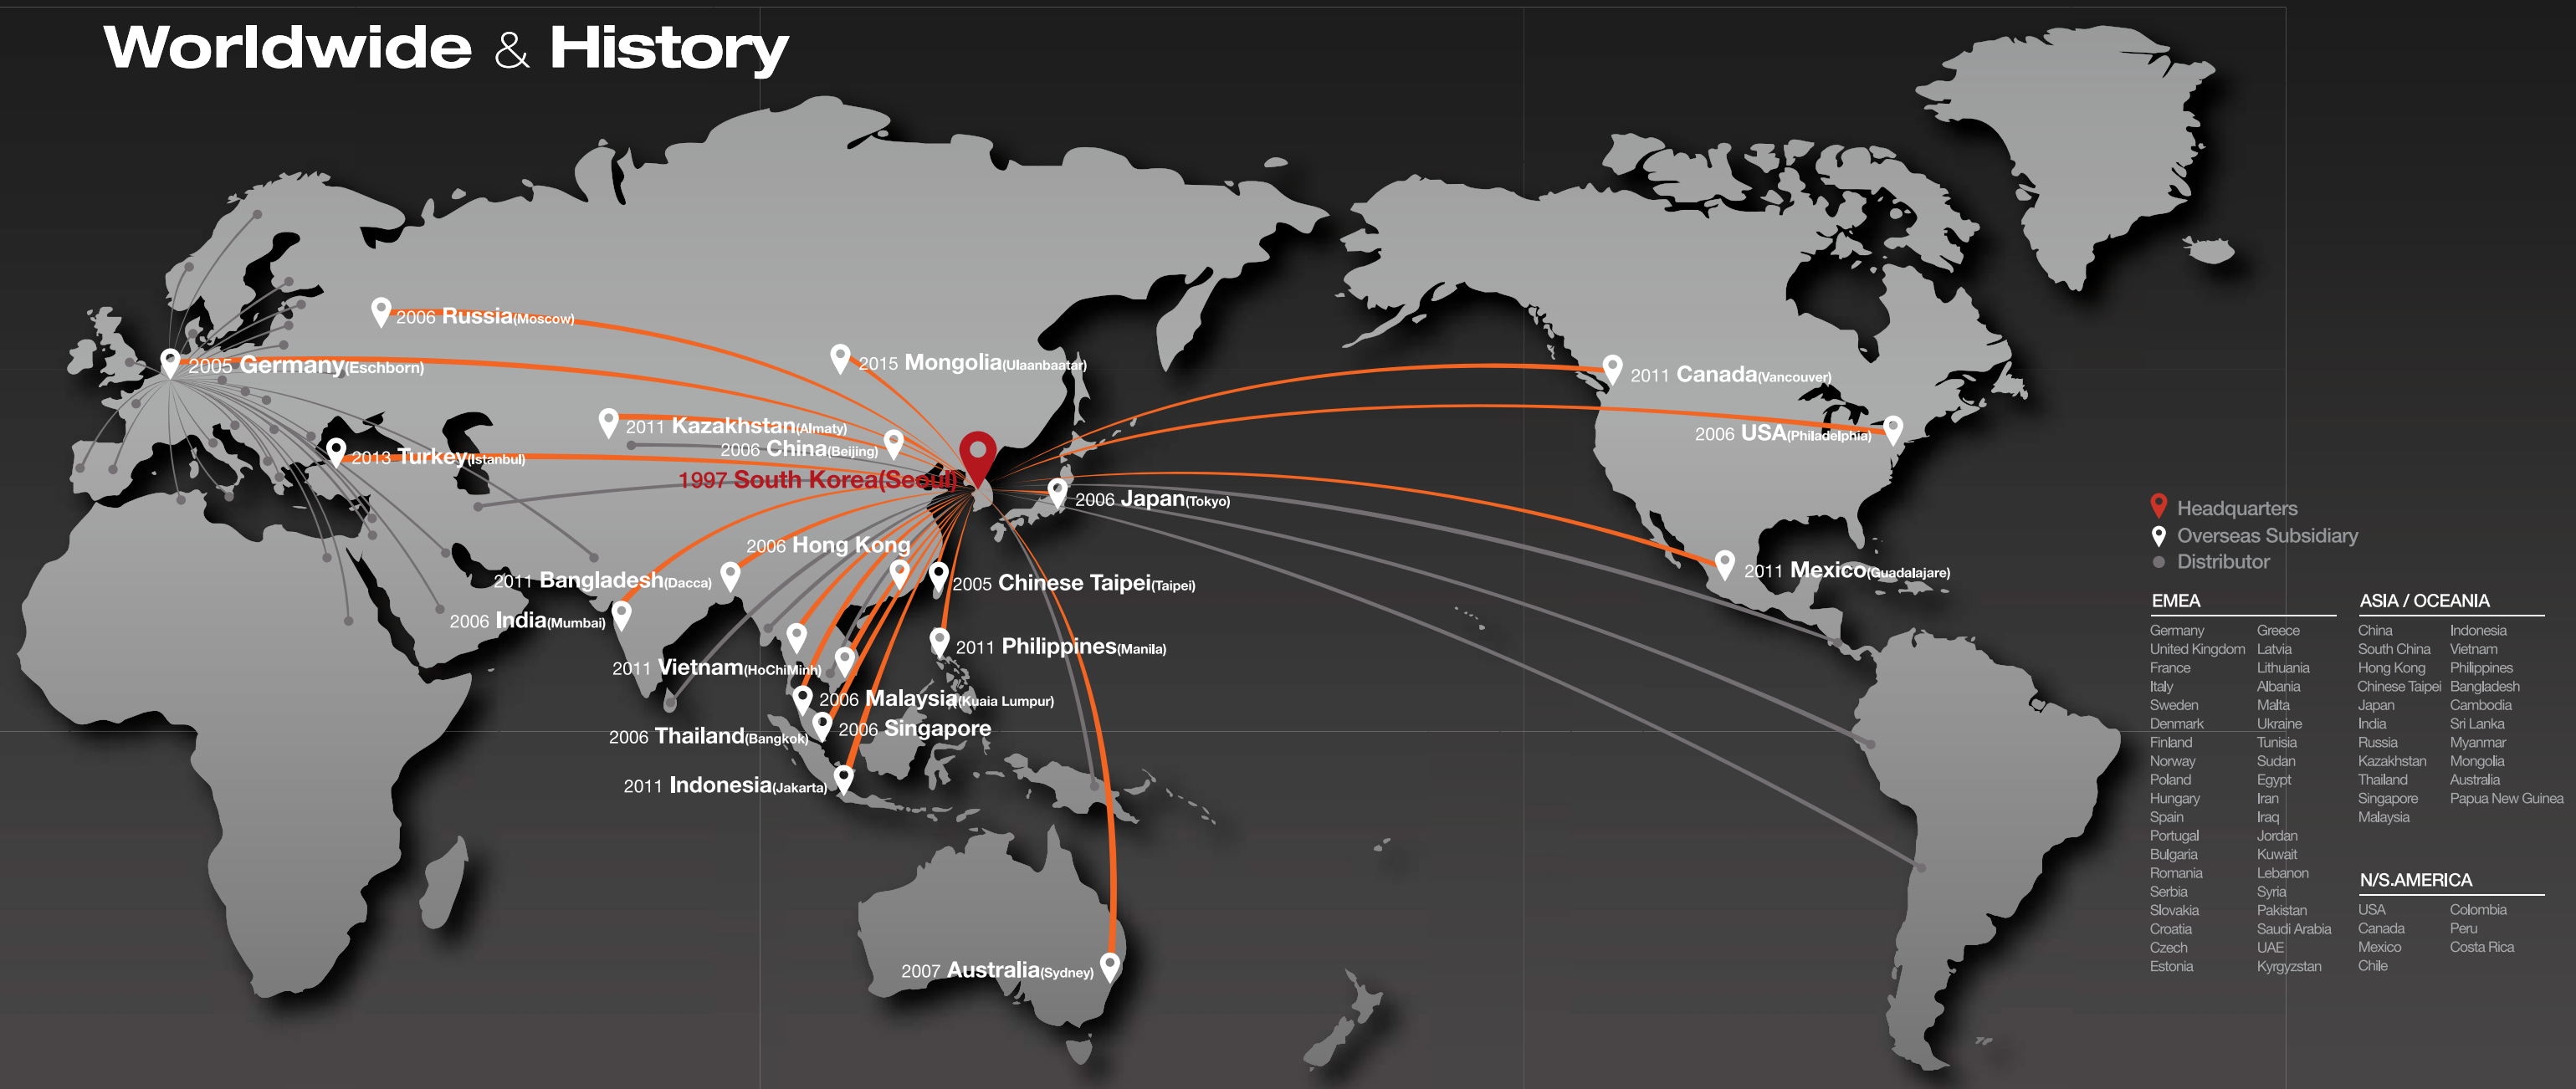 Worldwide & History
2006 Russia(Moscow)
2005 Germany(Eschborn)
2015 Mongolia(Ulaanbaatar)
2011 Canada(Vancouver)
2011 Kazakhstan(Almaty)
2006 China(Beijing)
2006 USA(Philadelphia)
2013 Turkey(Istanbul)
1997 South Korea(Seoul)
2006 Japan(Tokyo)
2006 Hong Kong
2011 Bangladesh(Dacca)
2005 Chinese Taipei(Taipei)
2011 Mexico(Guadalajare)
2006 India(Mumbai)
2011 Philippines(Manila)
2011 Vietnam(HoChiMinh)
2006 Malaysia(Kuaia Lumpur)
2006 Singapore
2006 Thailand(Bangkok)
2011 Indonesia(Jakarta)
2007 Australia(Sydney)
Headquarters
Overseas Subsidiary
Distributor
EMEA
Germany
United Kingdom
France
Italy
Sweden
Denmark
Finland
Norway
Poland
Hungary
Spain
Portugal
Bulgaria
Romania
Serbia
Slovakia
Croatia
Czech
Estonia
Greece
Latvia
Lithuania
Albania
Malta
Ukraine
Tunisia
Sudan
Egypt
Iran
Iraq
Jordan
Kuwait
Lebanon
Syria
Pakistan
Saudi Arabia
UAE
Kyrgyzstan
ASIA / OCEANIA
China
South China
Hong Kong
Chinese Taipei
Japan
India
Russia
Kazakhstan
Thailand
Singapore
Malaysia
Indonesia
Vietnam
Philippines
Bangladesh
Cambodia
Sri Lanka
Myanmar
Mongolia
Australia
Papua New Guinea
N/S.AMERICA
USA
Canada
Mexico
Chile
Colombia
Peru
Costa Rica